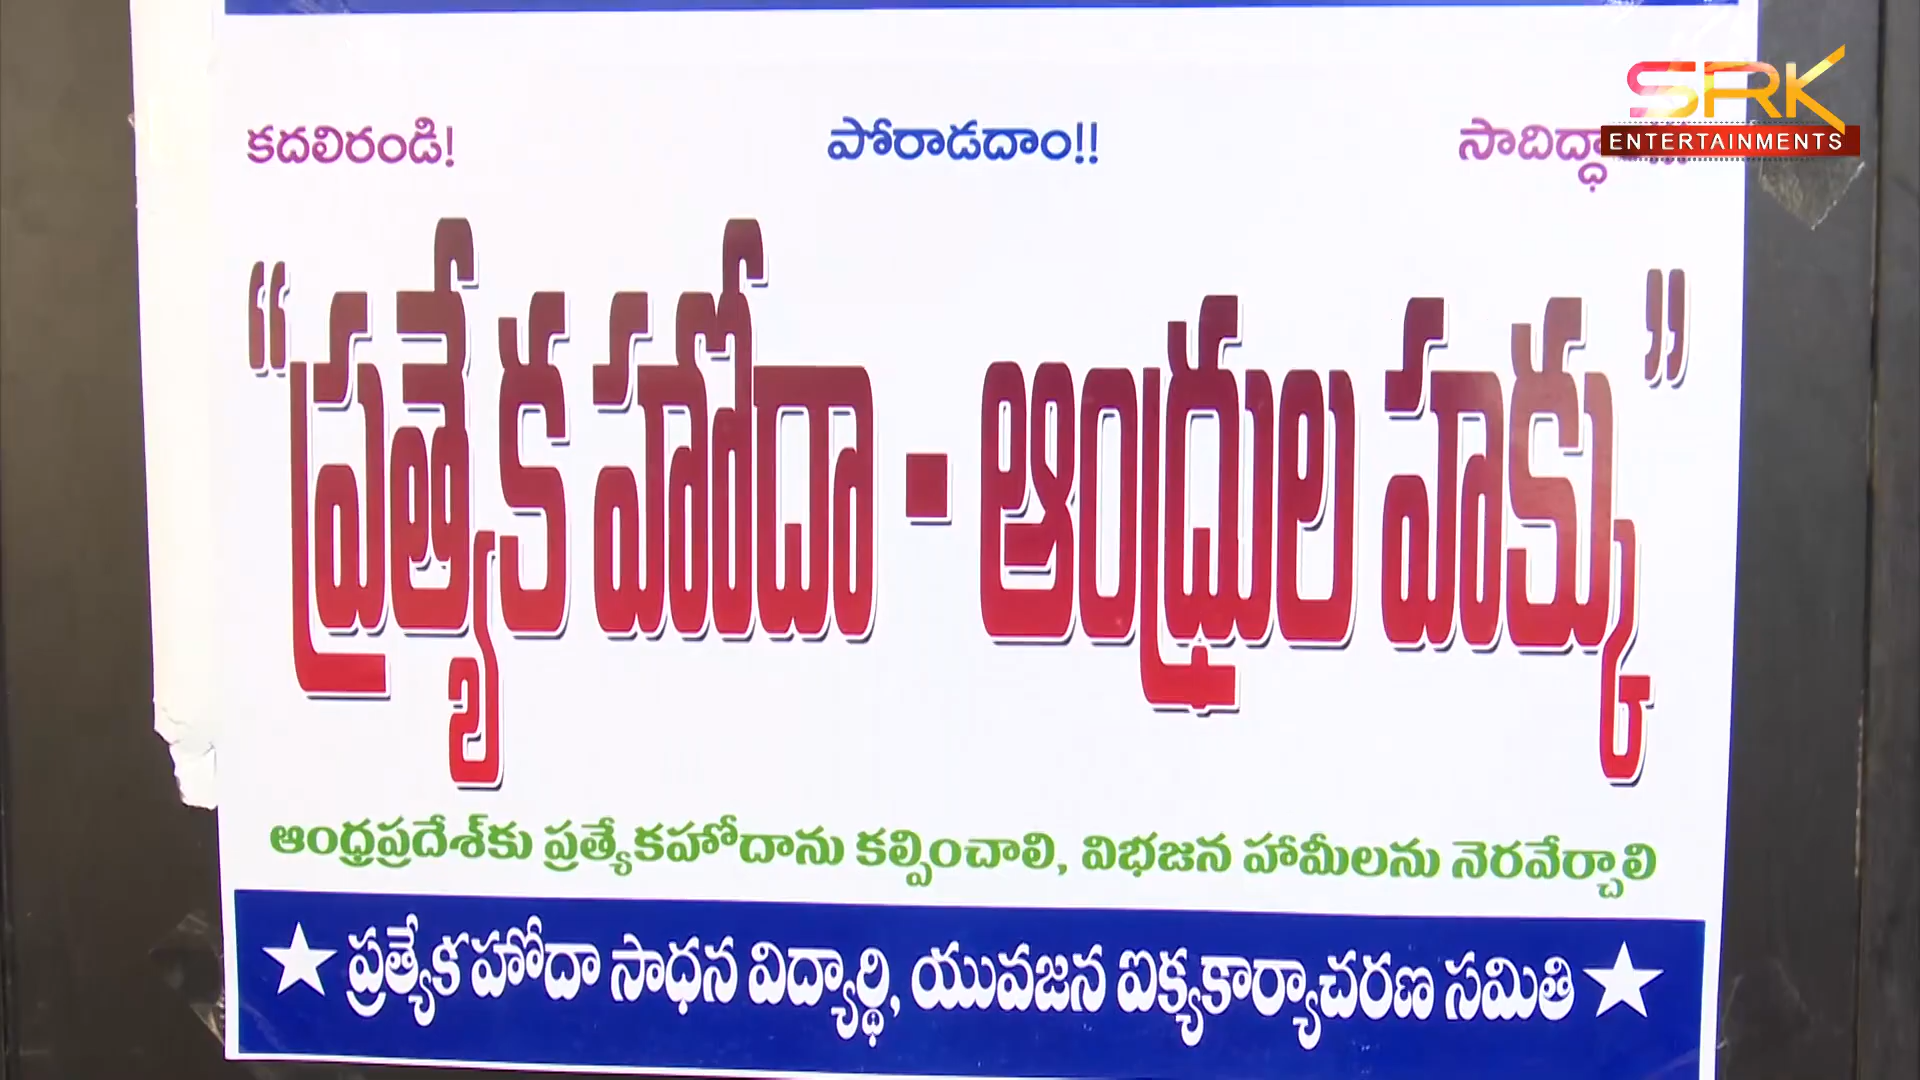 కదలిరండి! పోరాడదాం!!
SRK
ENTERTAINMENTS
“ప్రత్యేక హోదా - ఆంధ్రుల హక్కు”
ఆంధ్రప్రదేశ్‌కు ప్రత్యేకహోదాను కల్పించాలి, విభజన హామీలను నెరవేర్చాలి
★ ప్రత్యేక హోదా సాధన విద్యార్థి, యువజన ఐక్యకార్యాచరణ సమితి ★